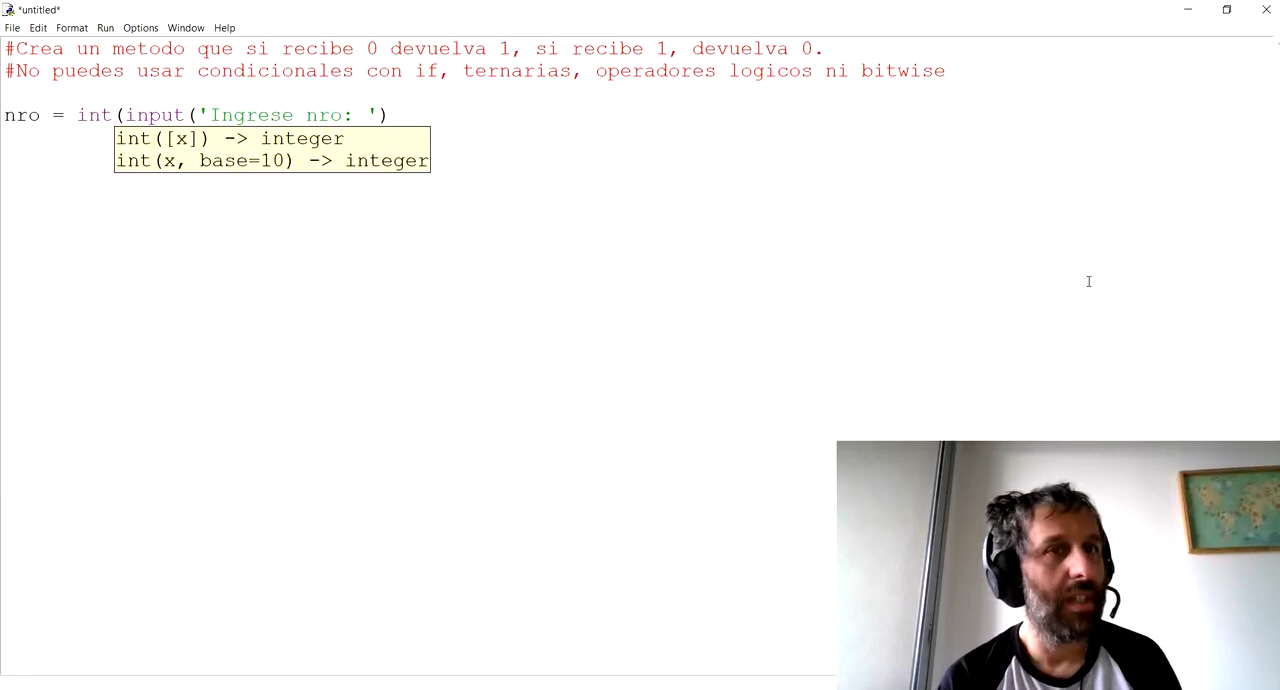 *untitled*
File Edit Format Run Options Window Help
#Crea un metodo que si recibe 0 devuelva 1, si recibe 1, devuelva 0.
#No puedes usar condicionales con if, ternarias, operadores logicos ni bitwise
nro = int(input('Ingrese nro: ')
int([x]) -> integer
int(x, base=10) -> integer